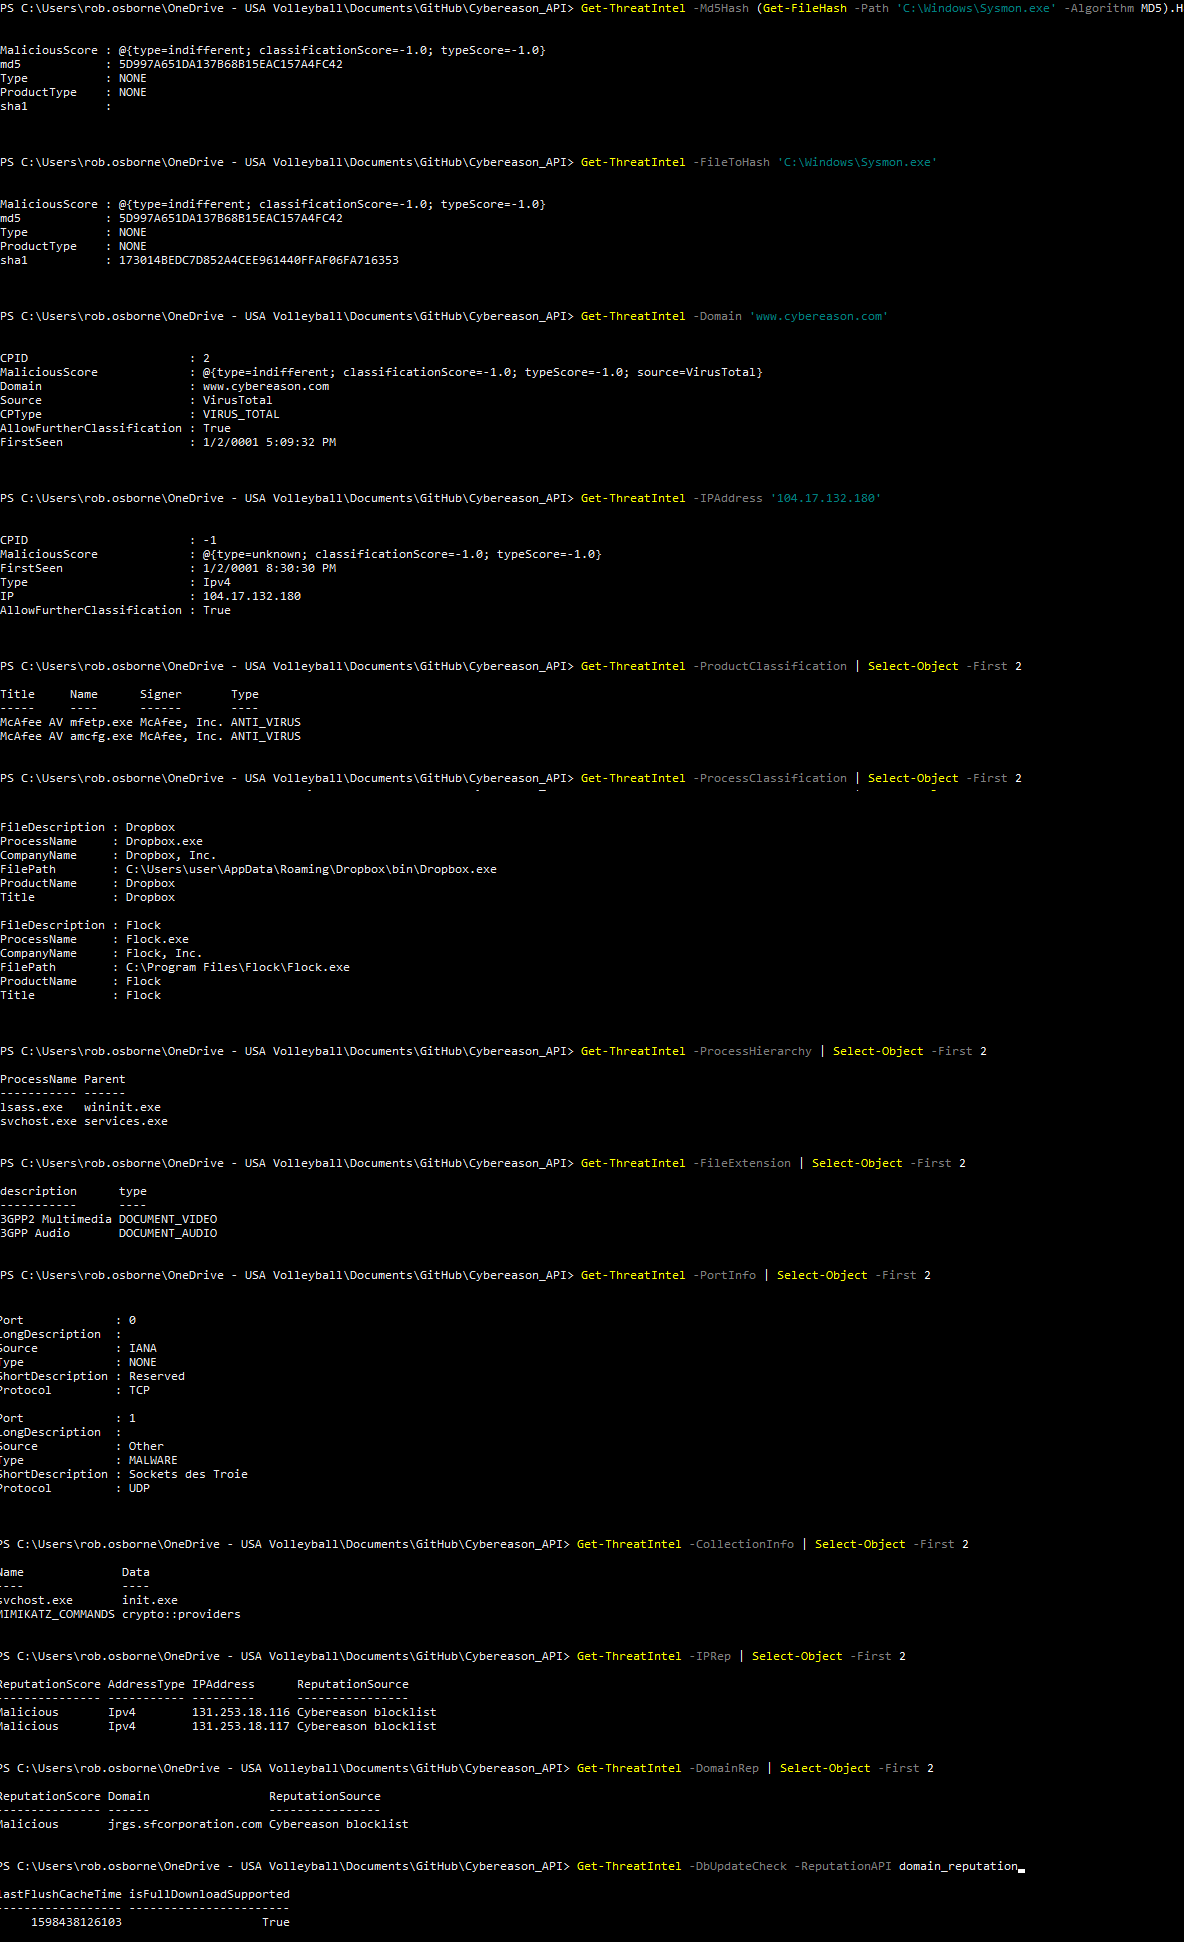 PS C:\Users\rob.osborne\OneDrive - USA Volleyball\Documents\GitHub\Cybereason_API> Get-ThreatIntel -Md5Hash (Get-FileHash -Path 'C:\Windows\Sysmon.exe' -Algorithm MD5).H
MaliciousScore : @{type=indifferent; classificationScore=-1.0; typeScore=-1.0}
md5 : 5D997A651DA137B68B15EAC157A4FC42
Type : NONE
ProductType : NONE
sha1 :
PS C:\Users\rob.osborne\OneDrive - USA Volleyball\Documents\GitHub\Cybereason_API> Get-ThreatIntel -FileToHash 'C:\Windows\Sysmon.exe'
MaliciousScore : @{type=indifferent; classificationScore=-1.0; typeScore=-1.0}
md5 : 5D997A651DA137B68B15EAC157A4FC42
Type : NONE
ProductType : NONE
sha1 : 173014BEDC7D852A4CEE961440FFAF06FA716353
PS C:\Users\rob.osborne\OneDrive - USA Volleyball\Documents\GitHub\Cybereason_API> Get-ThreatIntel -Domain 'www.cybereason.com'
CPID : 2
MaliciousScore : @{type=indifferent; classificationScore=-1.0; typeScore=-1.0; source=VirusTotal}
Domain : www.cybereason.com
Source : VirusTotal
CPType : VIRUS_TOTAL
AllowFurtherClassification : True
FirstSeen : 1/2/0001 5:09:32 PM
PS C:\Users\rob.osborne\OneDrive - USA Volleyball\Documents\GitHub\Cybereason_API> Get-ThreatIntel -IPAddress '104.17.132.180'
CPID : -1
MaliciousScore : @{type=unknown; classificationScore=-1.0; typeScore=-1.0}
FirstSeen : 1/2/0001 8:30:30 PM
Type : Ipv4
IP : 104.17.132.180
AllowFurtherClassification : True
PS C:\Users\rob.osborne\OneDrive - USA Volleyball\Documents\GitHub\Cybereason_API> Get-ThreatIntel -ProductClassification | Select-Object -First 2
Title Name Signer Type
----- ---- ------ ----
McAfee AV mfetp.exe McAfee, Inc. ANTI_VIRUS
McAfee AV amcfg.exe McAfee, Inc. ANTI_VIRUS
PS C:\Users\rob.osborne\OneDrive - USA Volleyball\Documents\GitHub\Cybereason_API> Get-ThreatIntel -ProcessClassification | Select-Object -First 2
FileDescription : Dropbox
ProcessName : Dropbox.exe
CompanyName : Dropbox, Inc.
FilePath : C:\Users\user\AppData\Roaming\Dropbox\bin\Dropbox.exe
ProductName : Dropbox
Title : Dropbox
FileDescription : Flock
ProcessName : Flock.exe
CompanyName : Flock, Inc.
FilePath : C:\Program Files\Flock\Flock.exe
ProductName : Flock
Title : Flock
PS C:\Users\rob.osborne\OneDrive - USA Volleyball\Documents\GitHub\Cybereason_API> Get-ThreatIntel -ProcessHierarchy | Select-Object -First 2
ProcessName Parent
----------- ------
lsass.exe wininit.exe
svchost.exe services.exe
PS C:\Users\rob.osborne\OneDrive - USA Volleyball\Documents\GitHub\Cybereason_API> Get-ThreatIntel -FileExtension | Select-Object -First 2
description type
----------- ----
3GPP2 Multimedia DOCUMENT_VIDEO
3GPP Audio DOCUMENT_AUDIO
PS C:\Users\rob.osborne\OneDrive - USA Volleyball\Documents\GitHub\Cybereason_API> Get-ThreatIntel -PortInfo | Select-Object -First 2
Port : 0
LongDescription :
Source : IANA
Type : NONE
ShortDescription : Reserved
Protocol : TCP
Port : 1
LongDescription :
Source : Other
Type : MALWARE
ShortDescription : Sockets des Troie
Protocol : UDP
PS C:\Users\rob.osborne\OneDrive - USA Volleyball\Documents\GitHub\Cybereason_API> Get-ThreatIntel -CollectionInfo | Select-Object -First 2
Name Data
---- ----
svchost.exe init.exe
MIMIKATZ_COMMANDS crypto::providers
PS C:\Users\rob.osborne\OneDrive - USA Volleyball\Documents\GitHub\Cybereason_API> Get-ThreatIntel -IPRep | Select-Object -First 2
ReputationScore AddressType IPAddress ReputationSource
--------------- ----------- --------- ----------------
Malicious Ipv4 131.253.18.116 Cybereason blocklist
Malicious Ipv4 131.253.18.117 Cybereason blocklist
PS C:\Users\rob.osborne\OneDrive - USA Volleyball\Documents\GitHub\Cybereason_API> Get-ThreatIntel -DomainRep | Select-Object -First 2
ReputationScore Domain ReputationSource
--------------- ------ ----------------
Malicious jrgs.sfcorporation.com Cybereason blocklist
PS C:\Users\rob.osborne\OneDrive - USA Volleyball\Documents\GitHub\Cybereason_API> Get-ThreatIntel -DbUpdateCheck -ReputationAPI domain_reputation
lastFlushCacheTime isFullDownloadSupported
------------------ -----------------------
1598438126103 True